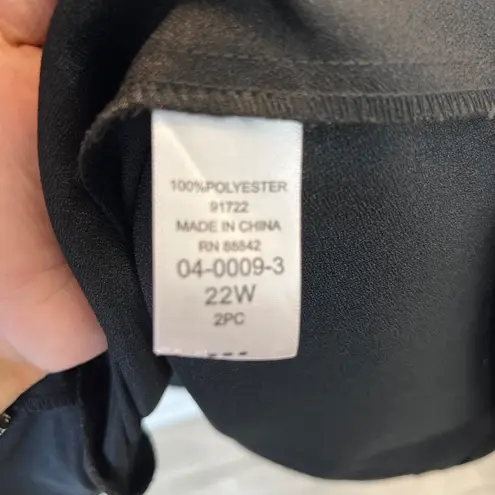 100%POLYESTER
91722
MADE IN CHINA
RN 88842
04-0009-3
22W
2PC